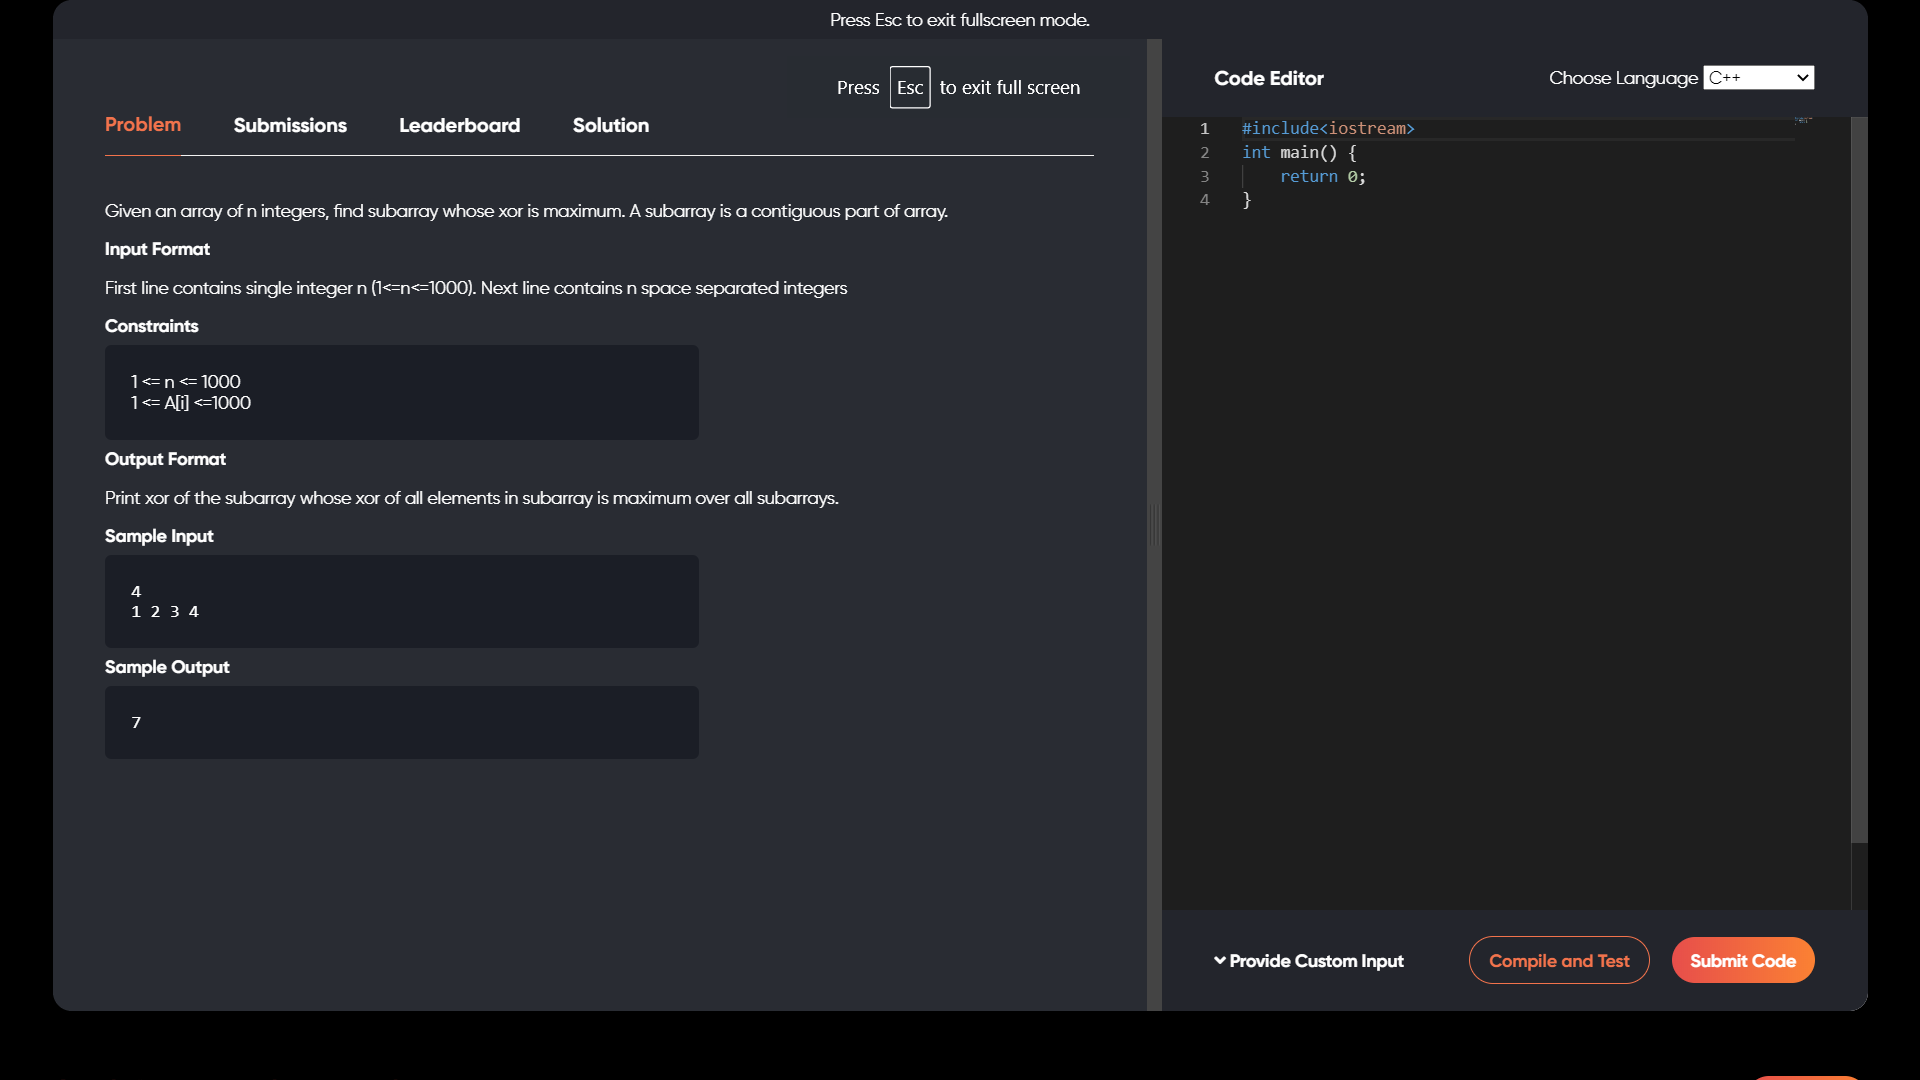 Press Esc to exit fullscreen mode.
Press Esc to exit full screen
Problem Submissions Leaderboard Solution
Given an array of n integers, find subarray whose xor is maximum. A subarray is a contiguous part of array.
Input Format
First line contains single integer n (1<=n<=1000). Next line contains n space separated integers
Constraints
1 <= n <= 1000
1 <= A[i] <=1000
Output Format
Print xor of the subarray whose xor of all elements in subarray is maximum over all subarrays.
Sample Input
4
1 2 3 4
Sample Output
7
Code Editor
Choose Language C++
1 #include<iostream>
2 int main() {
3 return 0;
4 }
Provide Custom Input
Compile and Test
Submit Code